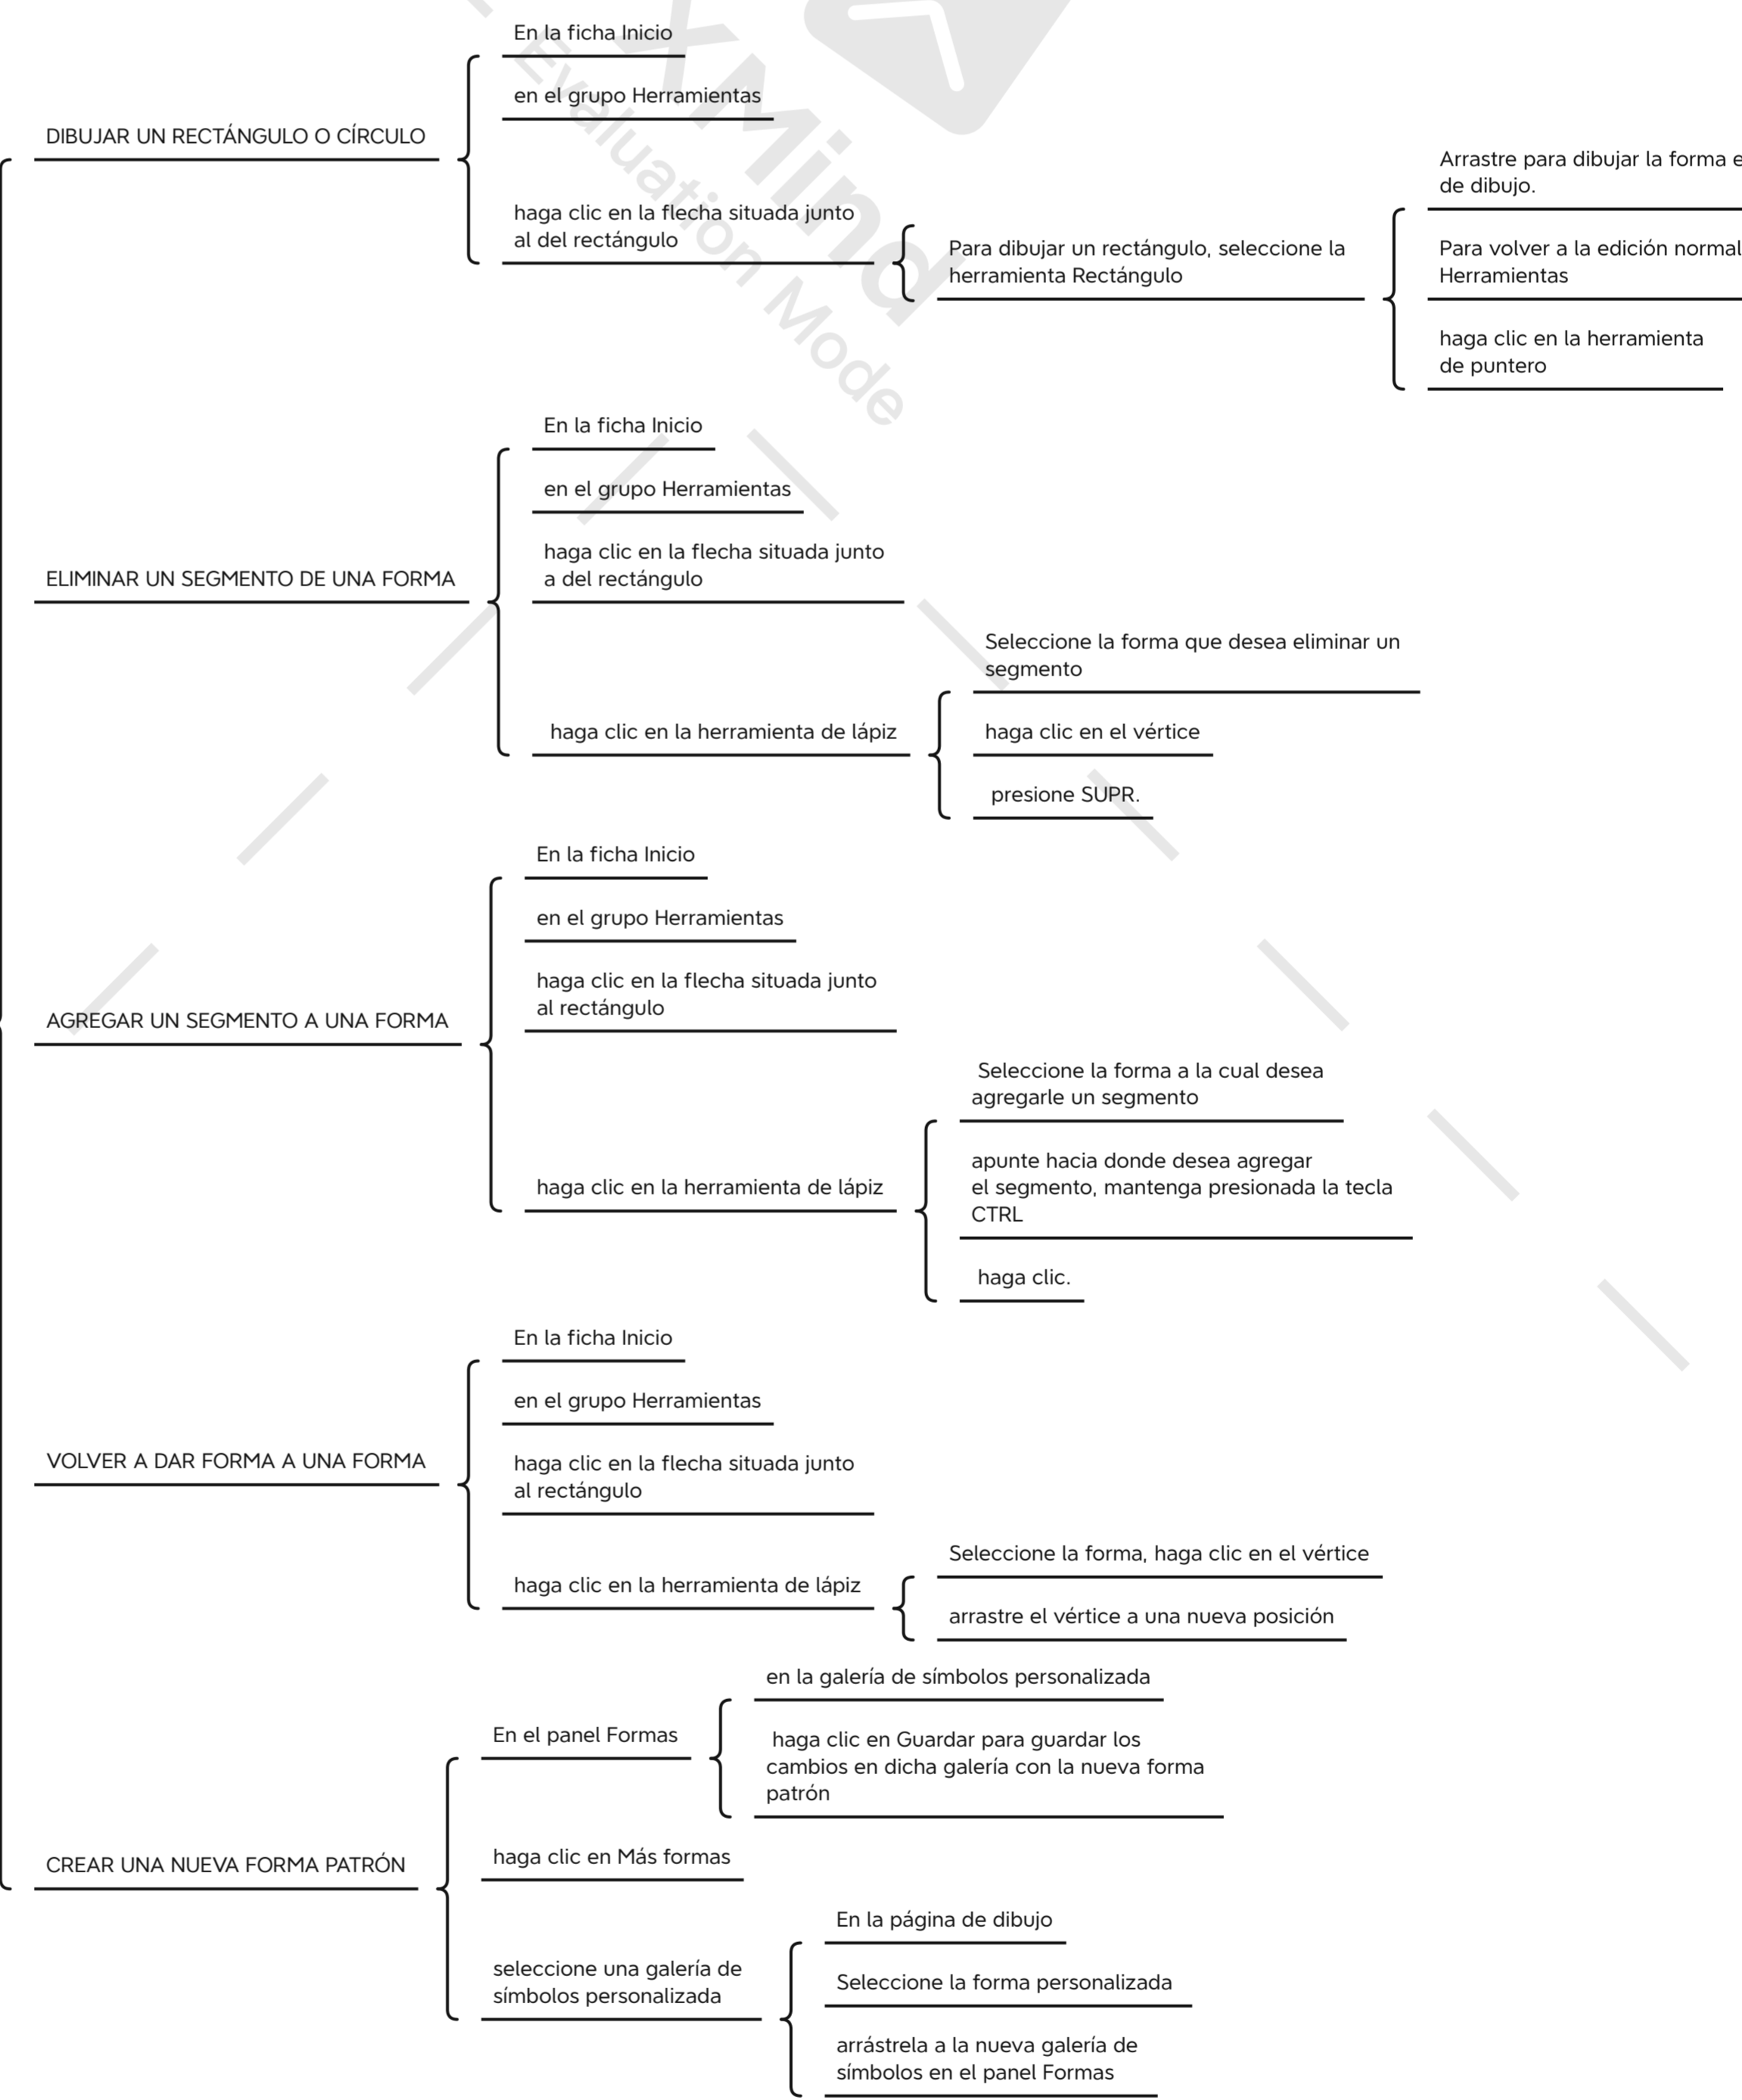 En la ficha Inicio
en el grupo Herramientas
DIBUJAR UN RECTÁNGULO O CÍRCULO
haga clic en la flecha situada junto
al del rectángulo
Para dibujar un rectángulo, seleccione la
herramienta Rectángulo
Arrastre para dibujar la forma
de dibujo.
Para volver a la edición normal
Herramientas
haga clic en la herramienta
de puntero
XMind
Evaluation Mode
En la ficha Inicio
en el grupo Herramientas
haga clic en la flecha situada junto
a del rectángulo
ELIMINAR UN SEGMENTO DE UNA FORMA
haga clic en la herramienta de lápiz
Seleccione la forma que desea eliminar un
segmento
haga clic en el vértice
presione SUPR.
En la ficha Inicio
en el grupo Herramientas
haga clic en la flecha situada junto
al rectángulo
AGREGAR UN SEGMENTO A UNA FORMA
haga clic en la herramienta de lápiz
Seleccione la forma a la cual desea
agregarle un segmento
apunte hacia donde desea agregar
el segmento, mantenga presionada la tecla
CTRL
haga clic.
En la ficha Inicio
en el grupo Herramientas
VOLVER A DAR FORMA A UNA FORMA
haga clic en la flecha situada junto
al rectángulo
haga clic en la herramienta de lápiz
Seleccione la forma, haga clic en el vértice
arrastre el vértice a una nueva posición
En el panel Formas
en la galería de símbolos personalizada
haga clic en Guardar para guardar los
cambios en dicha galería con la nueva forma
patrón
CREAR UNA NUEVA FORMA PATRÓN
haga clic en Más formas
seleccione una galería de
símbolos personalizada
En la página de dibujo
Seleccione la forma personalizada
arrástrela a la nueva galería de
símbolos en el panel Formas